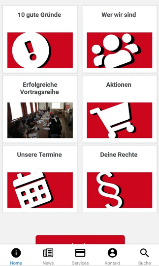 10 gute Gründe
Wer wir sind
Erfolgreiche
Vortragsreihe
Aktionen
Unsere Termine
Deine Rechte
Home
News
Services
Kontakt
Suche